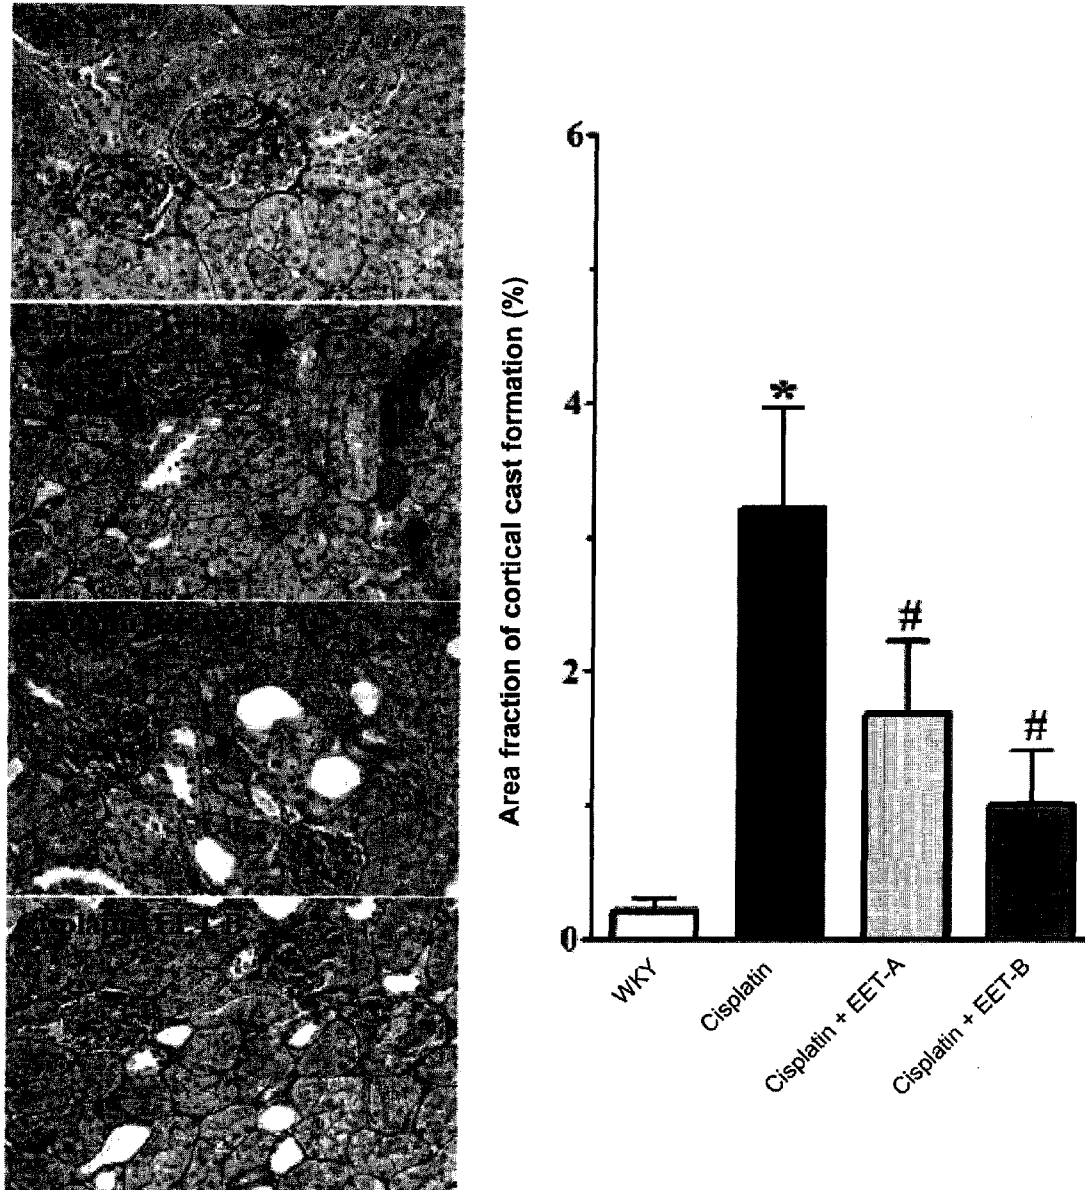 Area fraction of cortical cast formation (%)
6
4
2
0
*
#
#
WKY
Cisplatin
Cisplatin + EET-A
Cisplatin + EET-B